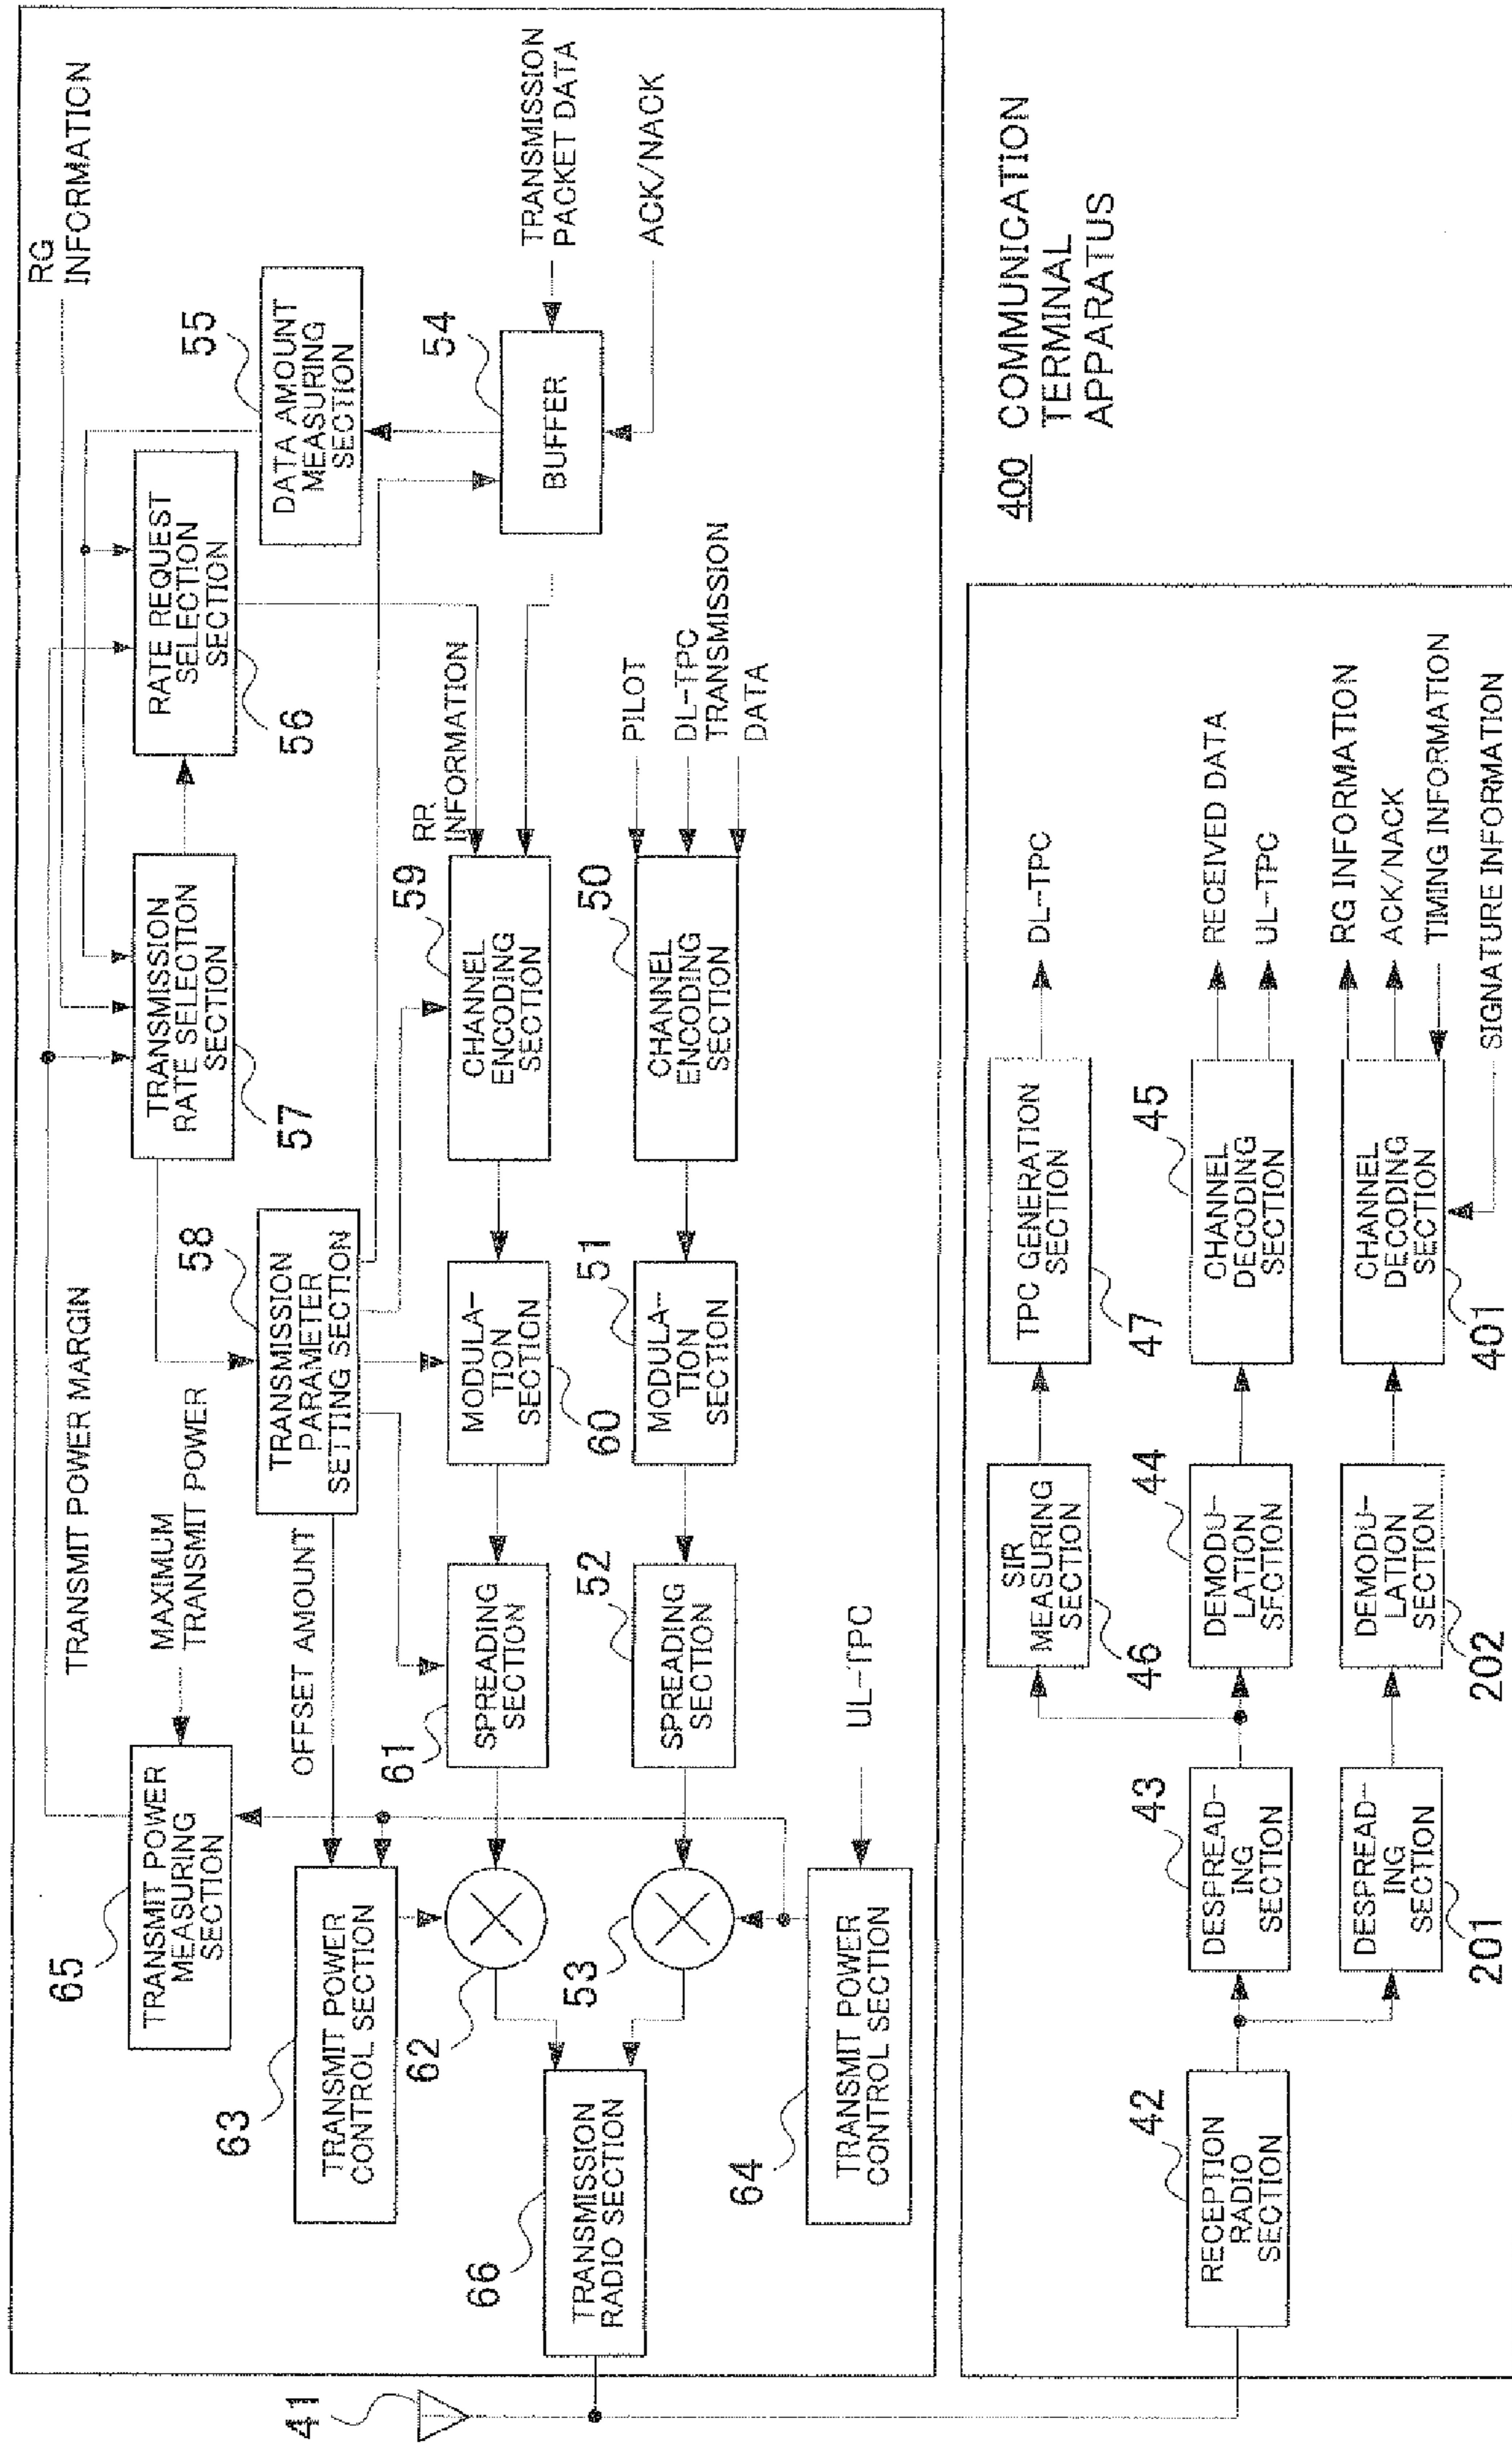 RG
INFORMATION
TRANSMIT POWER MARGIN
MAXIMUM
TRANSMIT POWER
65
TRANSMIT POWER
MEASURING
SECTION
TRANSMISSION
RATE SELECTION
SECTION
57
RATE REQUEST
SELECTION
SECTION
56
55
DATA AMOUNT
MEASURING
SECTION
58
TRANSMISSION
PARAMETER
SETTING SECTION
OFFSET AMOUNT
63
TRANSMIT POWER
CONTROL SECTION
54
BUFFER
TRANSMISSION
PACKET DATA
ACK/NACK
RR
INFORMATION
59
CHANNEL
ENCODING
SECTION
MODULA-
TION
SECTION
60
61
SPREADING
SECTION
62
PILOT
DL-TPC
TRANSMISSION
DATA
50
CHANNEL
ENCODING
SECTION
51
MODULA-
TION
SECTION
52
SPREADING
SECTION
53
66
TRANSMISSION
RADIO SECTION
64
TRANSMIT POWER
CONTROL SECTION
UL-TPC
41
400 COMMUNICATION
TERMINAL
APPARATUS
42
RECEPTION
RADIO
SECTION
43
DESPREAD-
ING
SECTION
SIR
MEASURING
SECTION
46
TPC GENERATION
SECTION
47
DL-TPC
44
DEMODU-
LATION
SECTION
45
CHANNEL
DECODING
SECTION
RECEIVED DATA
UL-TPC
DESPREAD-
ING
SECTION
201
DEMODU-
LATION
SECTION
202
CHANNEL
DECODING
SECTION
401
RG INFORMATION
ACK/NACK
TIMING INFORMATION
SIGNATURE INFORMATION